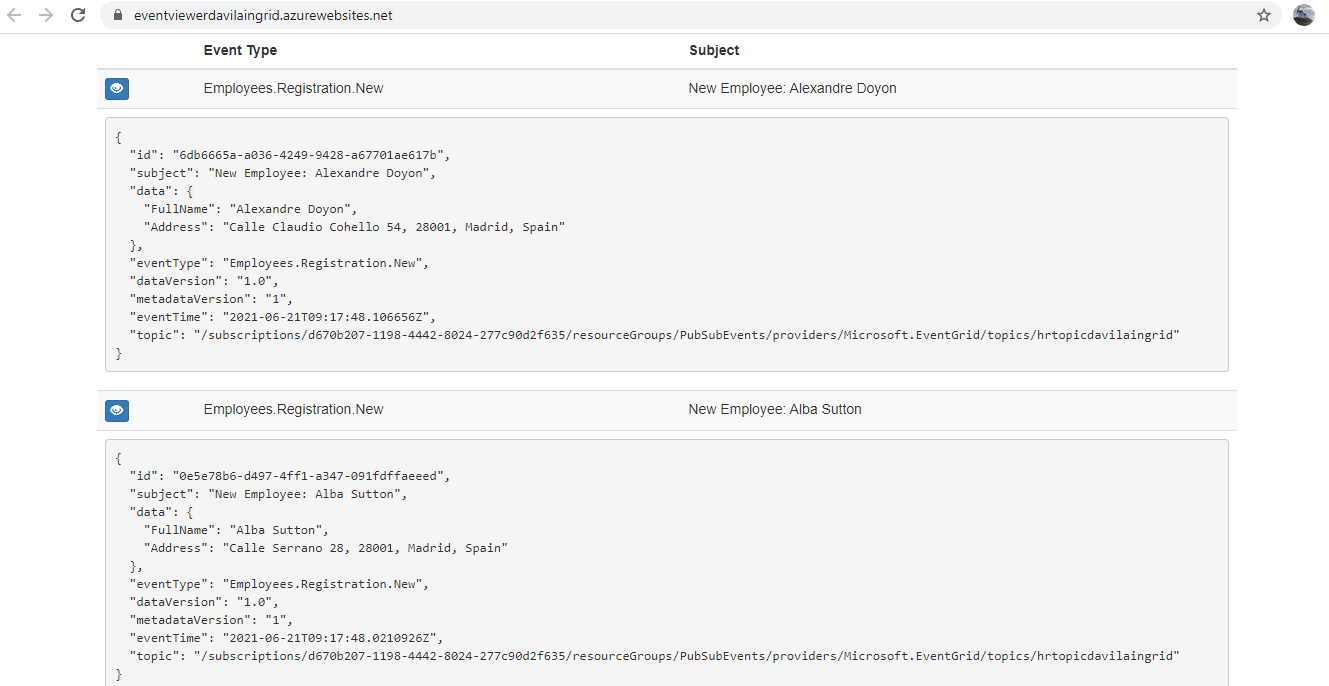 eventviewerdavilaingrid.azurewebsites.net
Event Type Subject
Employees.Registration.New New Employee: Alexandre Doyon
{
"id": "6db6665a-a036-4249-9428-a67701ae617b",
"subject": "New Employee: Alexandre Doyon",
"data": {
"FullName": "Alexandre Doyon",
"Address": "Calle Claudio Cohello 54, 28001, Madrid, Spain"
},
"eventType": "Employees.Registration.New",
"dataVersion": "1.0",
"metadataVersion": "1",
"eventTime": "2021-06-21T09:17:48.106656Z",
"topic": "/subscriptions/d670b207-1198-4442-8024-277c90d2f635/resourceGroups/PubSubEvents/providers/Microsoft.EventGrid/topics/hrtopicdavilaingrid"
}
Employees.Registration.New New Employee: Alba Sutton
{
"id": "0e5e78b6-d497-4ff1-a347-091fdffaeeed",
"subject": "New Employee: Alba Sutton",
"data": {
"FullName": "Alba Sutton",
"Address": "Calle Serrano 28, 28001, Madrid, Spain"
},
"eventType": "Employees.Registration.New",
"dataVersion": "1.0",
"metadataVersion": "1",
"eventTime": "2021-06-21T09:17:48.0210926Z",
"topic": "/subscriptions/d670b207-1198-4442-8024-277c90d2f635/resourceGroups/PubSubEvents/providers/Microsoft.EventGrid/topics/hrtopicdavilaingrid"
}